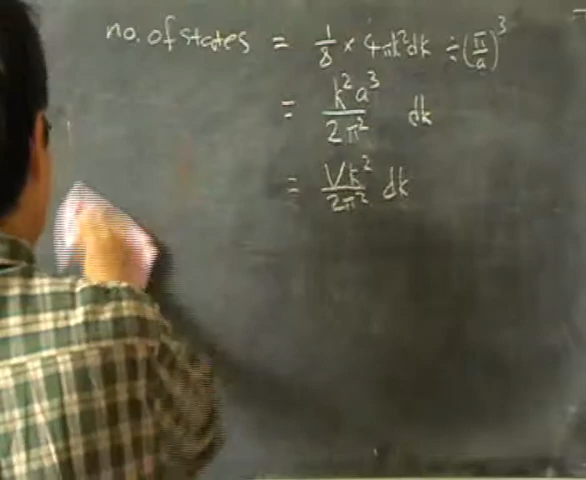 no. of states = 1/8 × 4πk²dk ÷ (π/a)³
= k²a³/2π² dk
= Vk²/2π² dk